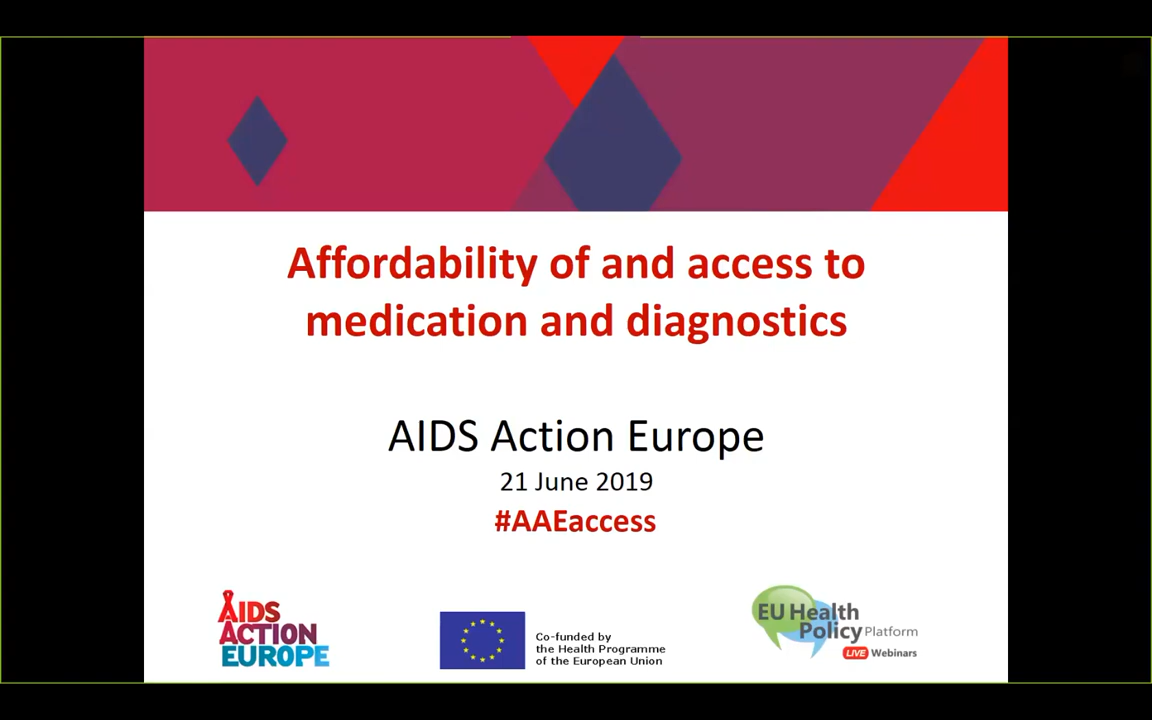 Affordability of and access to
medication and diagnostics
AIDS Action Europe
21 June 2019
#AAEaccess
AIDS
ACTION
EUROPE
Co-funded by
the Health Programme
of the European Union
EU Health
Policy Platform
LIVE Webinars